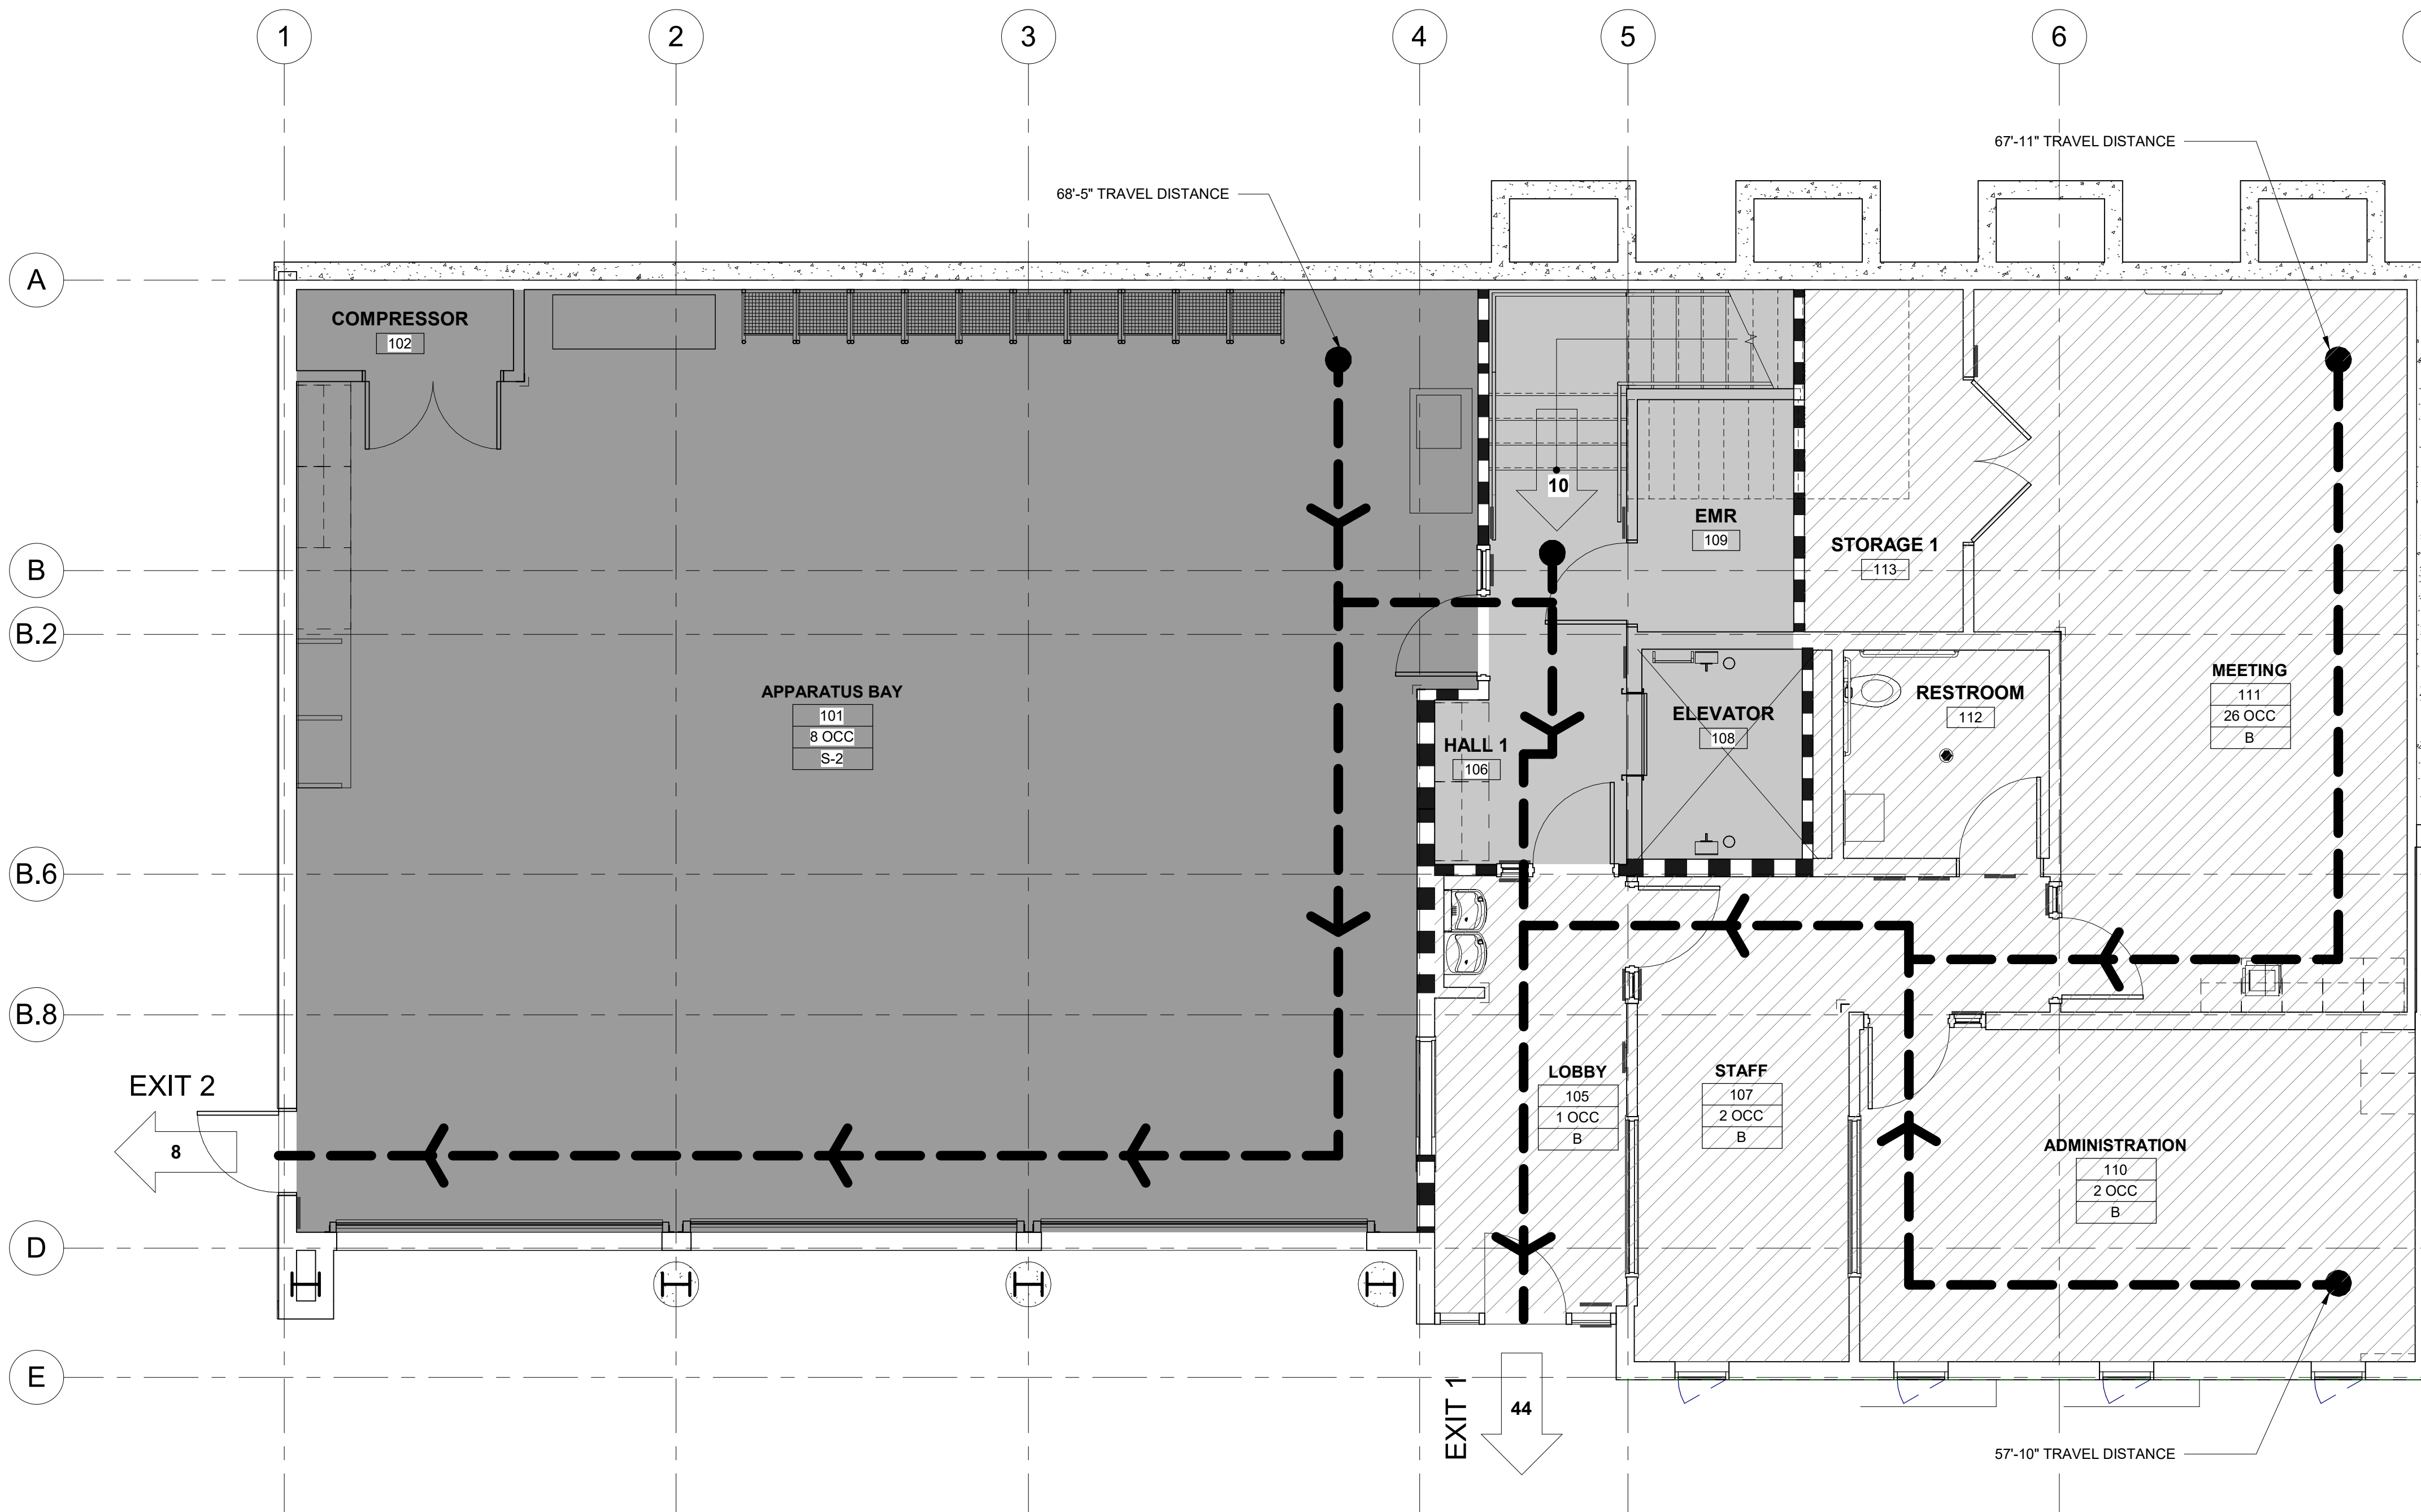 1
2
3
4
5
6
67'-11" TRAVEL DISTANCE
68'-5" TRAVEL DISTANCE
A
COMPRESSOR
102
10
EMR
109
STORAGE 1
113
B
B.2
APPARATUS BAY
101
8 OCC
S-2
HALL 1
106
ELEVATOR
108
RESTROOM
112
MEETING
111
26 OCC
B
B.6
B.8
EXIT 2
8
LOBBY
105
1 OCC
B
STAFF
107
2 OCC
B
ADMINISTRATION
110
2 OCC
B
D
E
EXIT 1
44
57'-10" TRAVEL DISTANCE